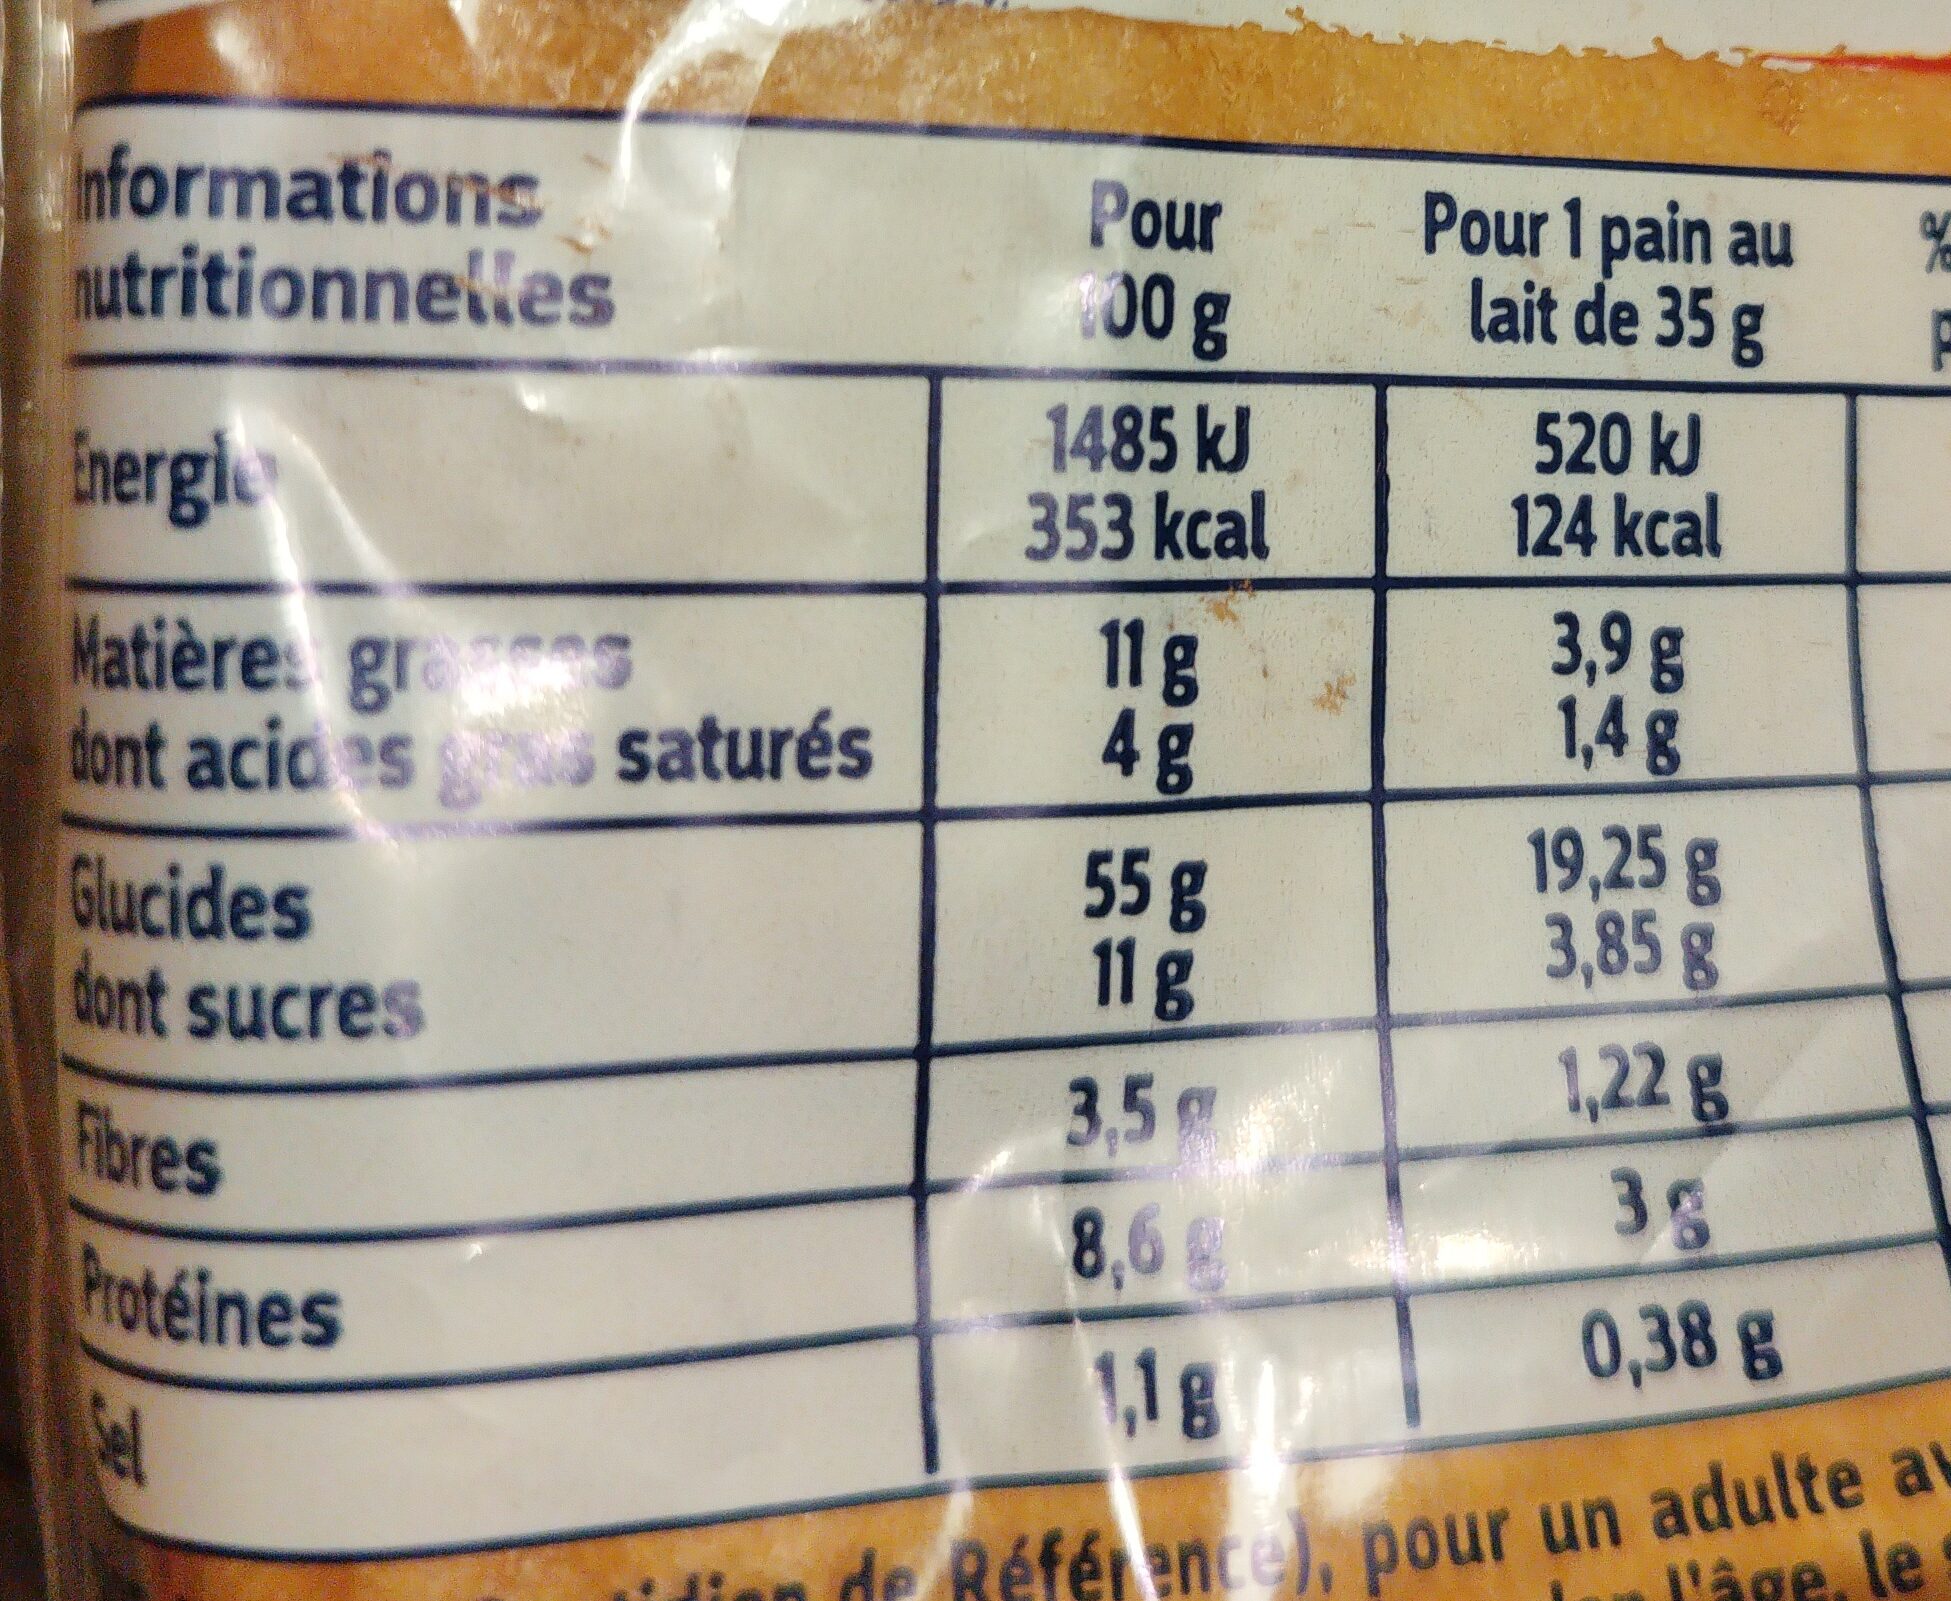 Informations
nutritionnelles
Pour
100 g
Pour 1 pain au
lait de 35 g
%
Énergie
1485 kJ
353 kcal
520 kJ
124 kcal
Matières grasses
dont acides gras saturés
11 g
4 g
3,9 g
1,4 g
Glucides
dont sucres
55 g
11 g
19,25 g
3,85 g
Fibres
3,5 g
1,22 g
Protéines
8,6 g
3 g
Sel
1,1 g
0,38 g
de Référence), pour un adulte
l'âge, le